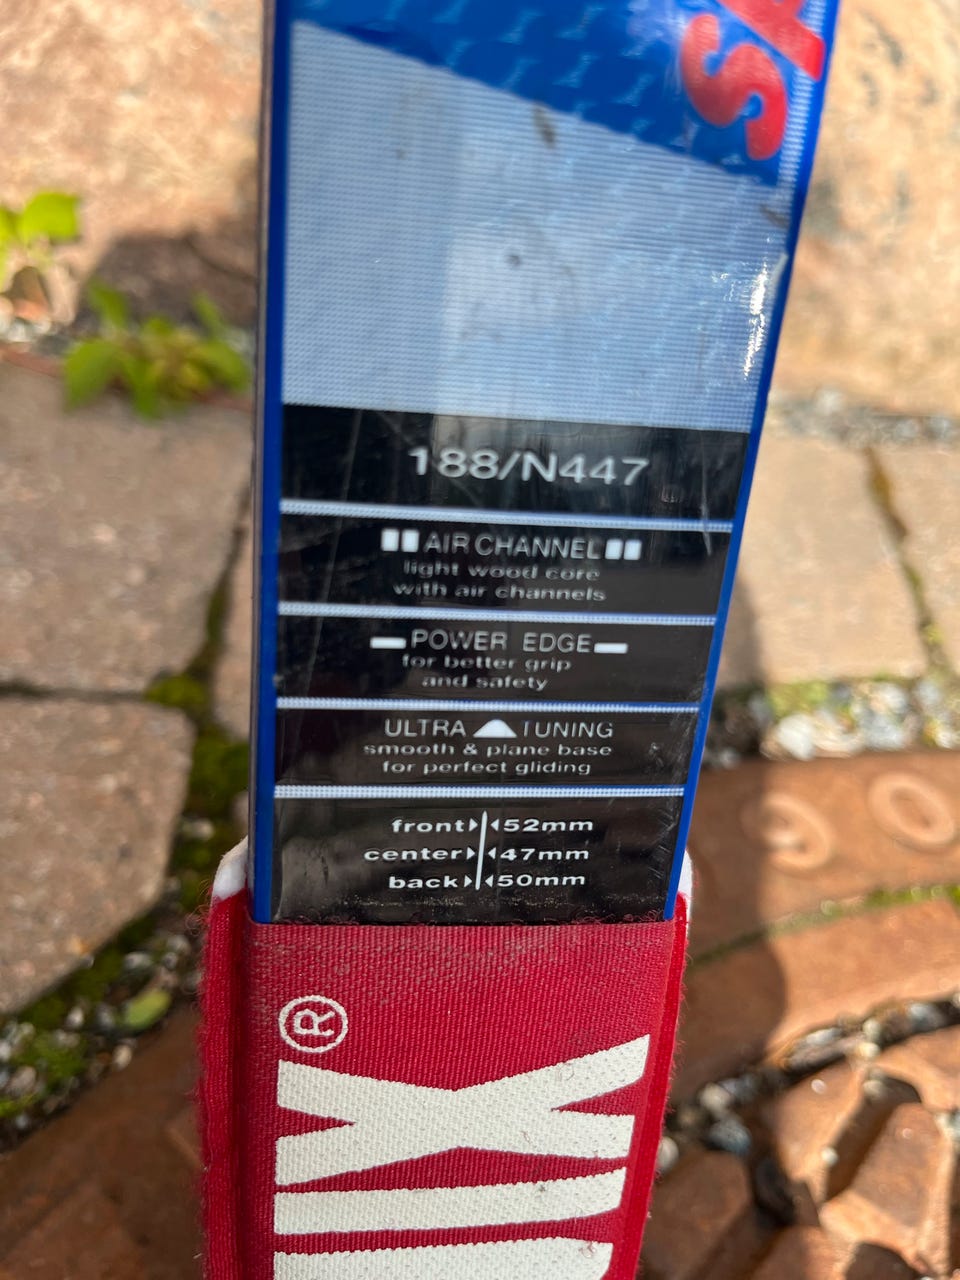 188/N447
AIR CHANNEL
light wood core
with air channels
POWER EDGE
for better grip
and safety
ULTRA TUNING
smooth & plane base
for perfect gliding
front 52mm
center 47mm
back 50mm
®
IX